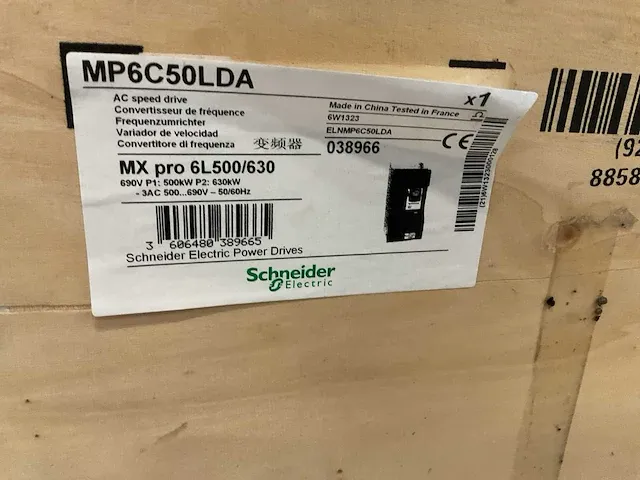 MP6C50LDA
x1
AC speed drive
Convertisseur de fréquence
Frequenzumrichter
Variador de velocidad
Convertitore di frequenza 变频器
Made in China Tested in France
6W1323
ELNMP6C50LDA
038966
CE
MX pro 6L500/630
690V P1: 500kW P2: 630kW
- 3AC 500...690V – 50/60Hz
3 606480 389665
Schneider Electric Power Drives
Schneider
Electric
(92
8858